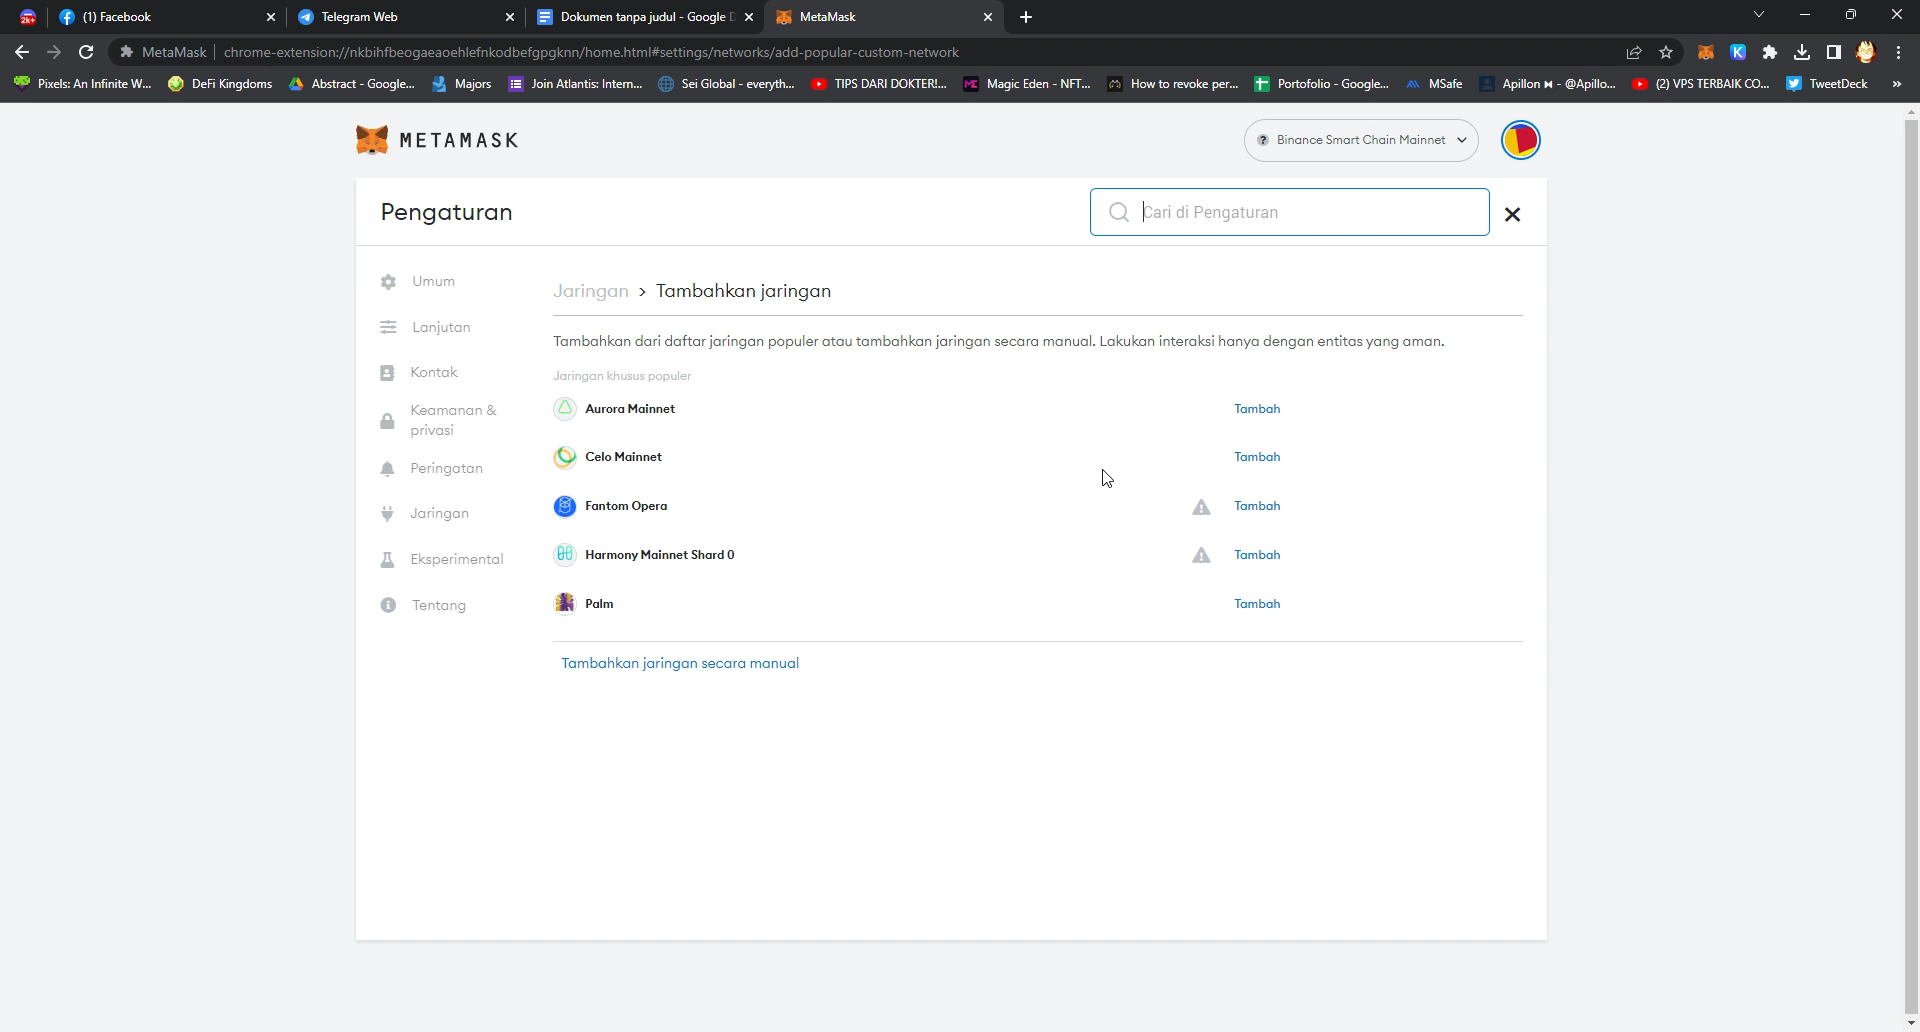 2K+
(1) Facebook
Telegram Web
Dokumen tanpa judul - Google D
MetaMask
MetaMask
chrome-extension://nkbihfbeogaeaoehlefnkodbefgpgknn/home.html#settings/networks/add-popular-custom-network
Pixels: An Infinite W...
DeFi Kingdoms
Abstract - Google...
Majors
Join Atlantis: Intern...
Sei Global - everyth...
TIPS DARI DOKTER!...
Magic Eden - NFT...
How to revoke per...
Portofolio - Google...
MSafe
Apillon ⋈ - @Apillo...
(2) VPS TERBAIK CO...
TweetDeck
»
METAMASK
Binance Smart Chain Mainnet
Pengaturan
Cari di Pengaturan
Umum
Lanjutan
Kontak
Keamanan &
privasi
Peringatan
Jaringan
Eksperimental
Tentang
Jaringan > Tambahkan jaringan
Tambahkan dari daftar jaringan populer atau tambahkan jaringan secara manual. Lakukan interaksi hanya dengan entitas yang aman.
Jaringan khusus populer
Aurora Mainnet
Tambah
Celo Mainnet
Tambah
Fantom Opera
Tambah
Harmony Mainnet Shard 0
Tambah
Palm
Tambah
Tambahkan jaringan secara manual